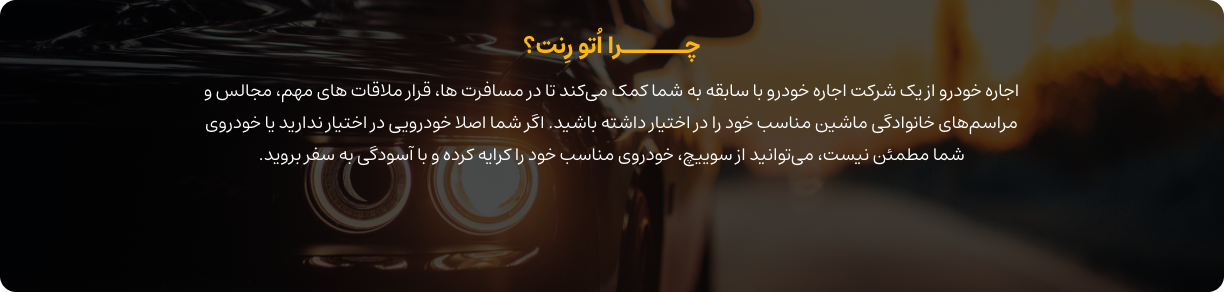 چــــــرا اُتو رِنت؟
اجاره خودرو از یک شرکت اجاره خودرو با سابقه به شما کمک می‌کند تا در مسافرت ها، قرار ملاقات های مهم، مجالس و
مراسم‌های خانوادگی ماشین مناسب خود را در اختیار داشته باشید. اگر شما اصلا خودرویی در اختیار ندارید یا خودروی
شما مطمئن نیست، می‌توانید از سوییچ، خودروی مناسب خود را کرایه کرده و با آسودگی به سفر بروید.